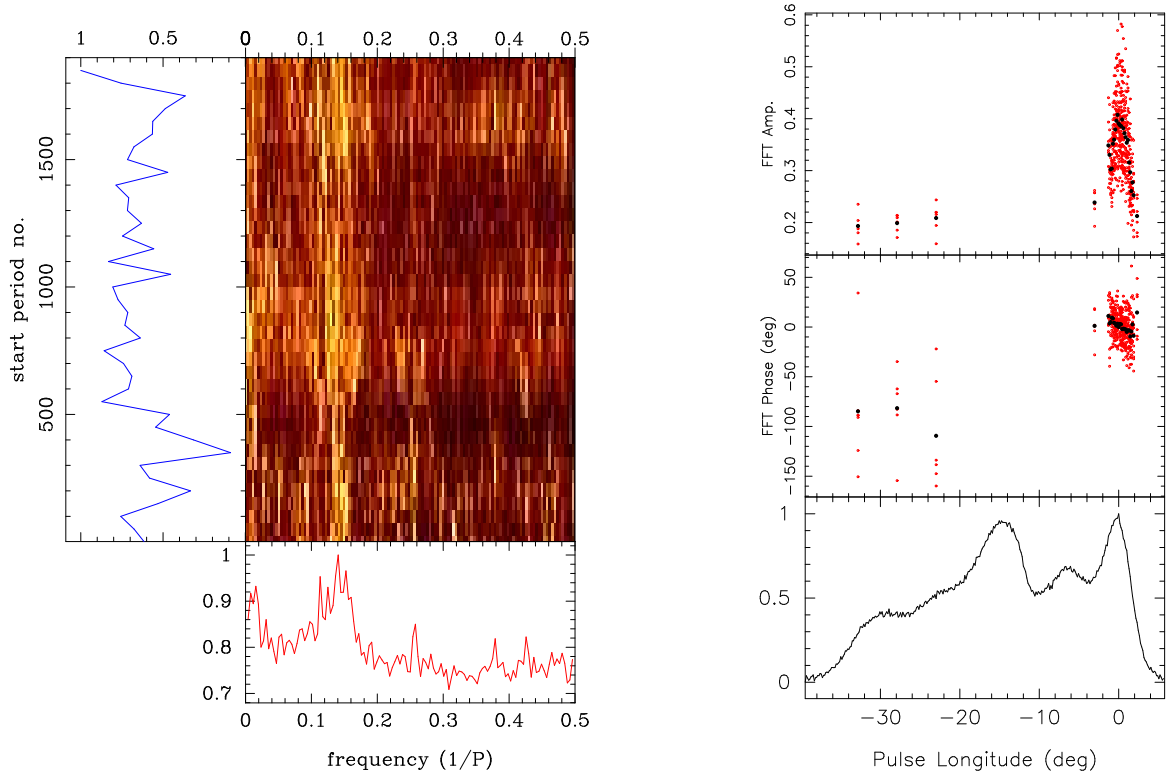 1 0.5
0 0 0.1 0.2 0.3 0.4 0.5
start period no.
500 1000 1500
1
0.9
0.8
0.7
0 0.1 0.2 0.3 0.4 0.5
frequency (1/P)
FFT Amp.
0.2 0.3 0.4 0.5 0.6
FFT Phase (deg)
−150 −100 −50 0 50
1
0.5
0
−30 −20 −10 0
Pulse Longitude (deg)